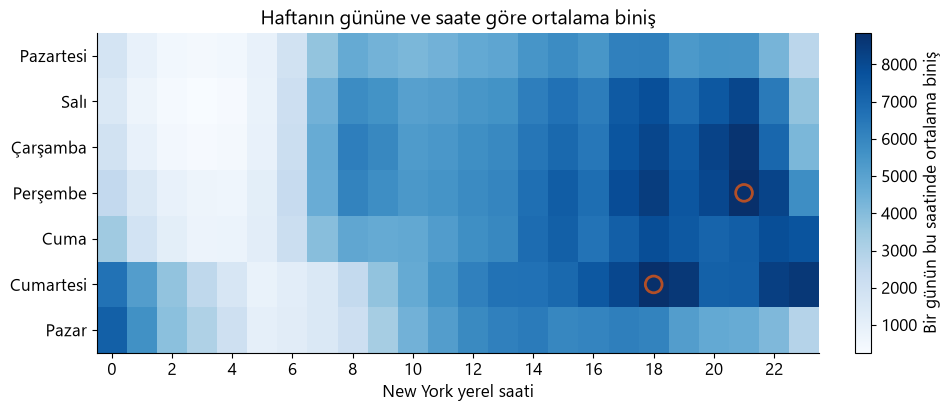 Haftanın gününe ve saate göre ortalama biniş
Pazartesi
Salı
Çarşamba
Perşembe
Cuma
Cumartesi
Pazar
0 2 4 6 8 10 12 14 16 18 20 22
New York yerel saati
8000
7000
6000
5000
4000
3000
2000
1000
Bir günün bu saatinde ortalama biniş